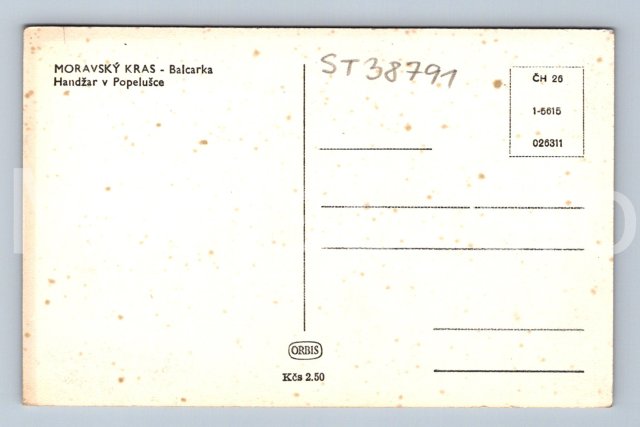 MORAVSKÝ KRAS - Balcarka
Handžar v Popelušce
ST38791
ČH 26
1-5615
026311
ORBIS
Kčs 2.50